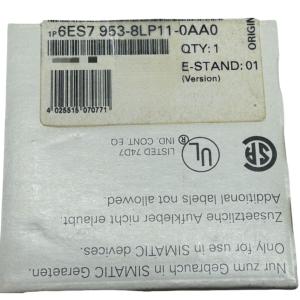 1P 6ES7 953-8LP11-0AA0
QTY: 1
E-STAND: 01
(Version)
ORIGIN
4 025515 070771
LISTED 74D7
IND. CONT. EQ
UL
®
Additional labels not allowed.
Zusätzliche Aufkleber nicht erlaubt.
Only for use in SIMATIC devices.
Nur zum Gebrauch in SIMATIC Geraeten.